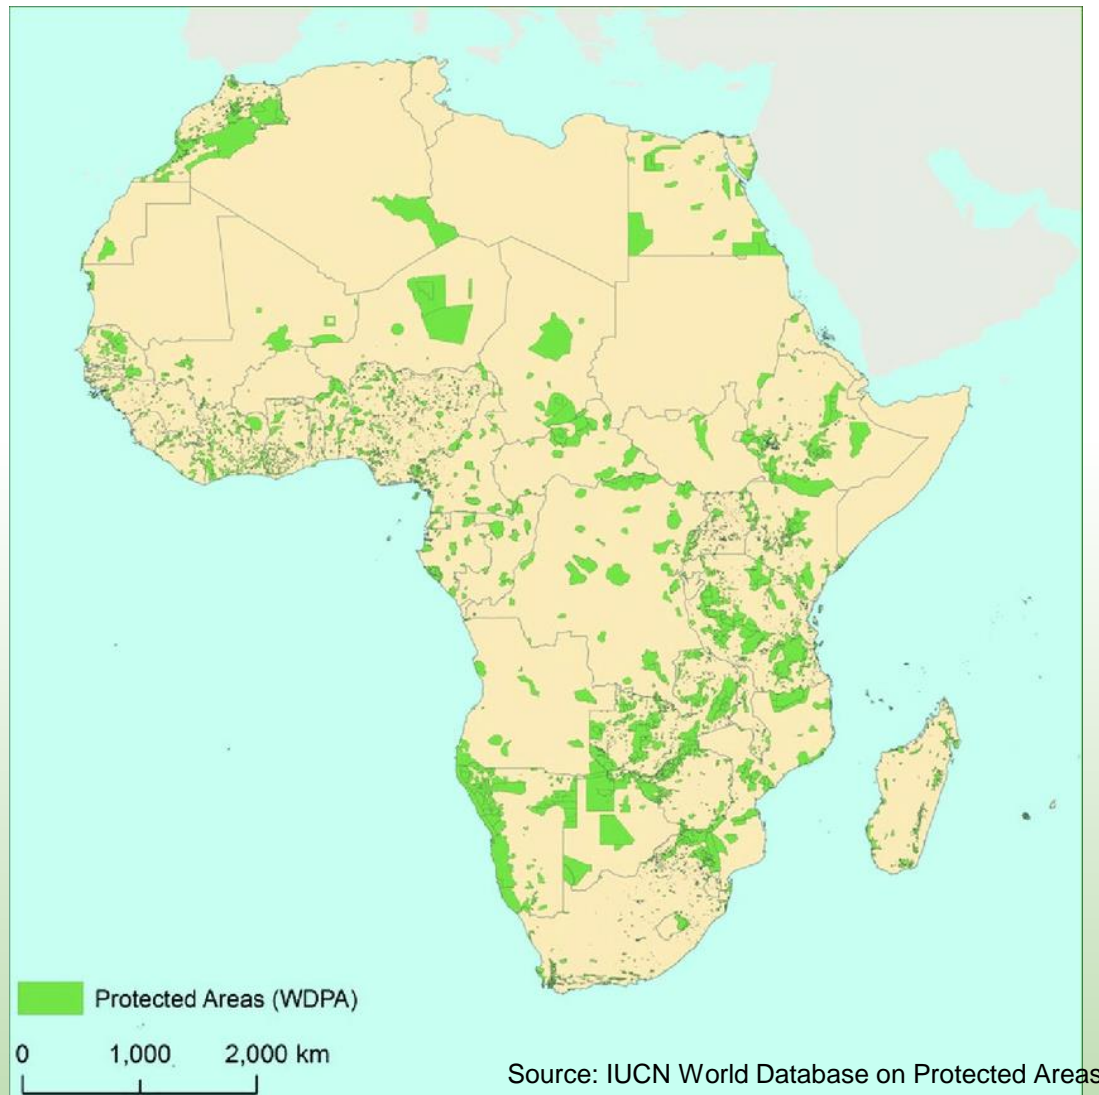 Protected Areas (WDPA)
0 1,000 2,000 km
Source: IUCN World Database on Protected Areas